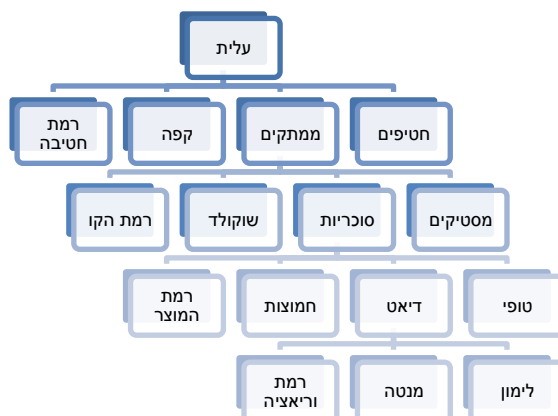 עלית
חטיפים
ממתקים
קפה
רמת
חטיבה
מסטיקים
סוכריות
שוקולד
רמת הקו
טופי
דיאט
חמוצות
רמת
המוצר
לימון
מנטה
רמת
וריאציה